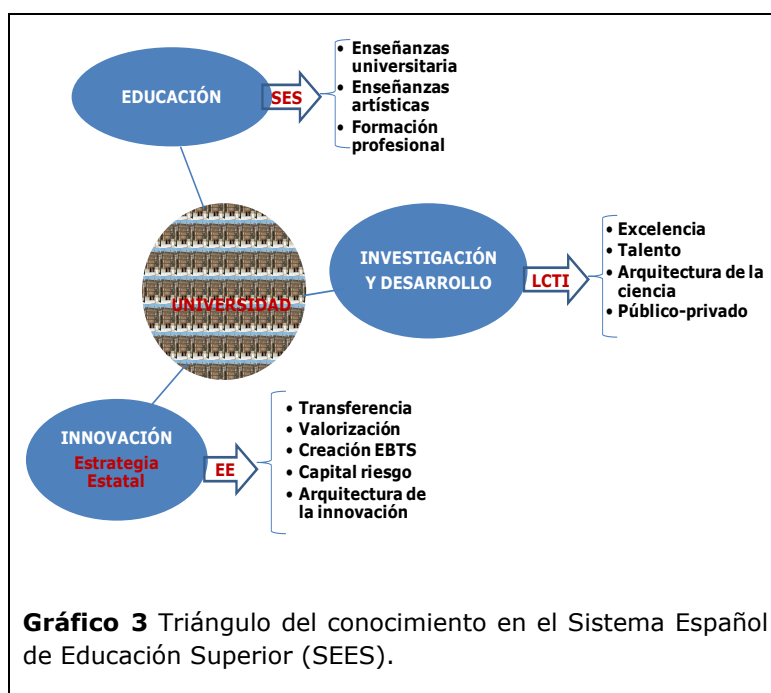 EDUCACIÓN
SES
• Enseñanzas
universitaria
• Enseñanzas
artísticas
• Formación
profesional
UNIVERSIDAD
INVESTIGACIÓN
Y DESARROLLO
LCTI
• Excelencia
• Talento
• Arquitectura de la
ciencia
• Público-privado
INNOVACIÓN
Estrategia
Estatal
EE
• Transferencia
• Valorización
• Creación EBTS
• Capital riesgo
• Arquitectura de
la innovación
Gráfico 3 Triángulo del conocimiento en el Sistema Español
de Educación Superior (SEES).